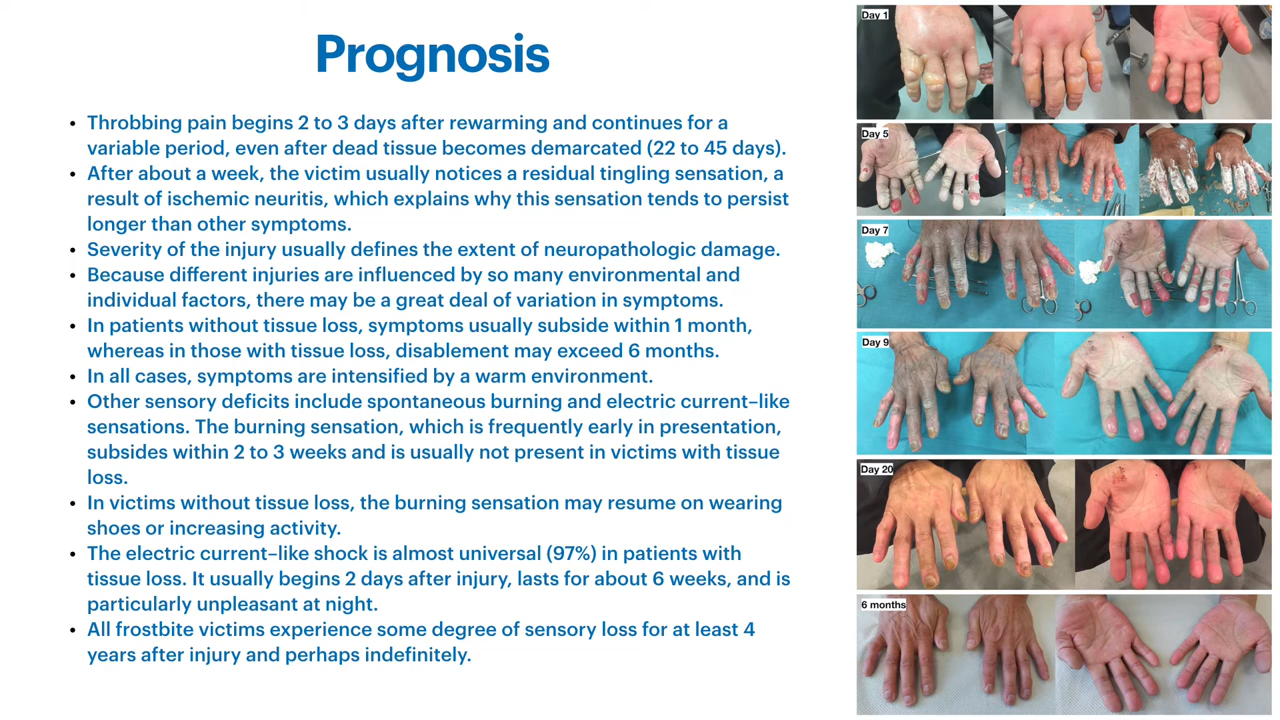 Prognosis
• Throbbing pain begins 2 to 3 days after rewarming and continues for a
variable period, even after dead tissue becomes demarcated (22 to 45 days).
• After about a week, the victim usually notices a residual tingling sensation, a
result of ischemic neuritis, which explains why this sensation tends to persist
longer than other symptoms.
• Severity of the injury usually defines the extent of neuropathologic damage.
• Because different injuries are influenced by so many environmental and
individual factors, there may be a great deal of variation in symptoms.
• In patients without tissue loss, symptoms usually subside within 1 month,
whereas in those with tissue loss, disablement may exceed 6 months.
• In all cases, symptoms are intensified by a warm environment.
• Other sensory deficits include spontaneous burning and electric current–like
sensations. The burning sensation, which is frequently early in presentation,
subsides within 2 to 3 weeks and is usually not present in victims with tissue
loss.
• In victims without tissue loss, the burning sensation may resume on wearing
shoes or increasing activity.
• The electric current–like shock is almost universal (97%) in patients with
tissue loss. It usually begins 2 days after injury, lasts for about 6 weeks, and is
particularly unpleasant at night.
• All frostbite victims experience some degree of sensory loss for at least 4
years after injury and perhaps indefinitely.
Day 1
Day 5
Day 7
Day 9
Day 20
6 months